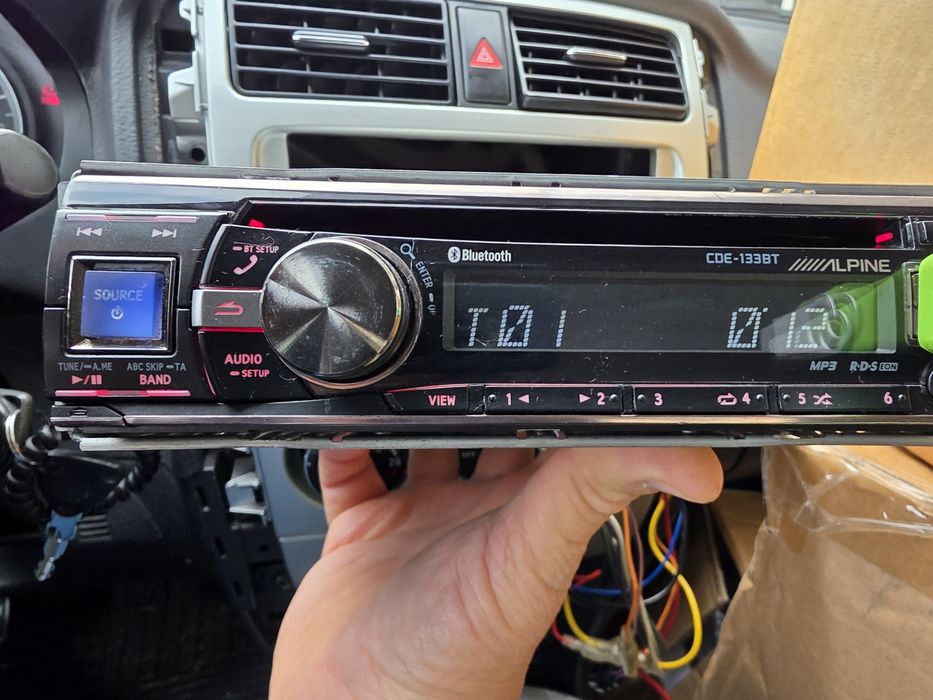 BT SETUP
ENTER
Bluetooth
CDE-133BT
ALPINE
SOURCE
T01
TUNE/ A.ME
ABC SKIP TA
BAND
AUDIO
SETUP
MP3
R·D·S EON
VIEW
1
2
3
4
5
6